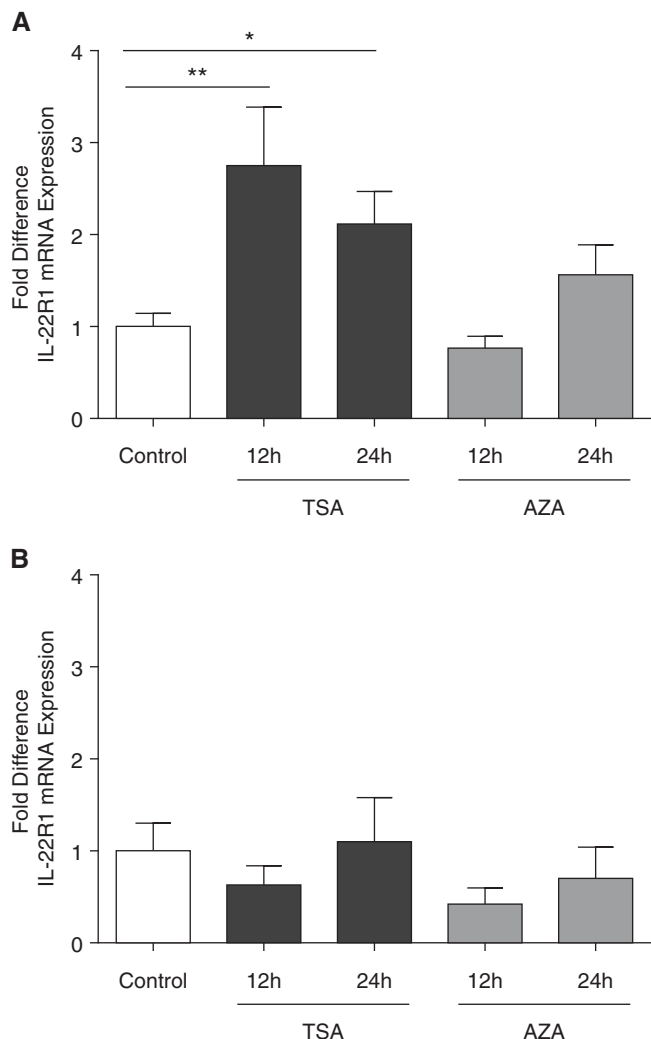 A
Fold Difference
IL-22R1 mRNA Expression
4
3
2
1
0
*
**
Control
12h
24h
12h
24h
TSA
AZA
B
Fold Difference
IL-22R1 mRNA Expression
4
3
2
1
0
Control
12h
24h
12h
24h
TSA
AZA